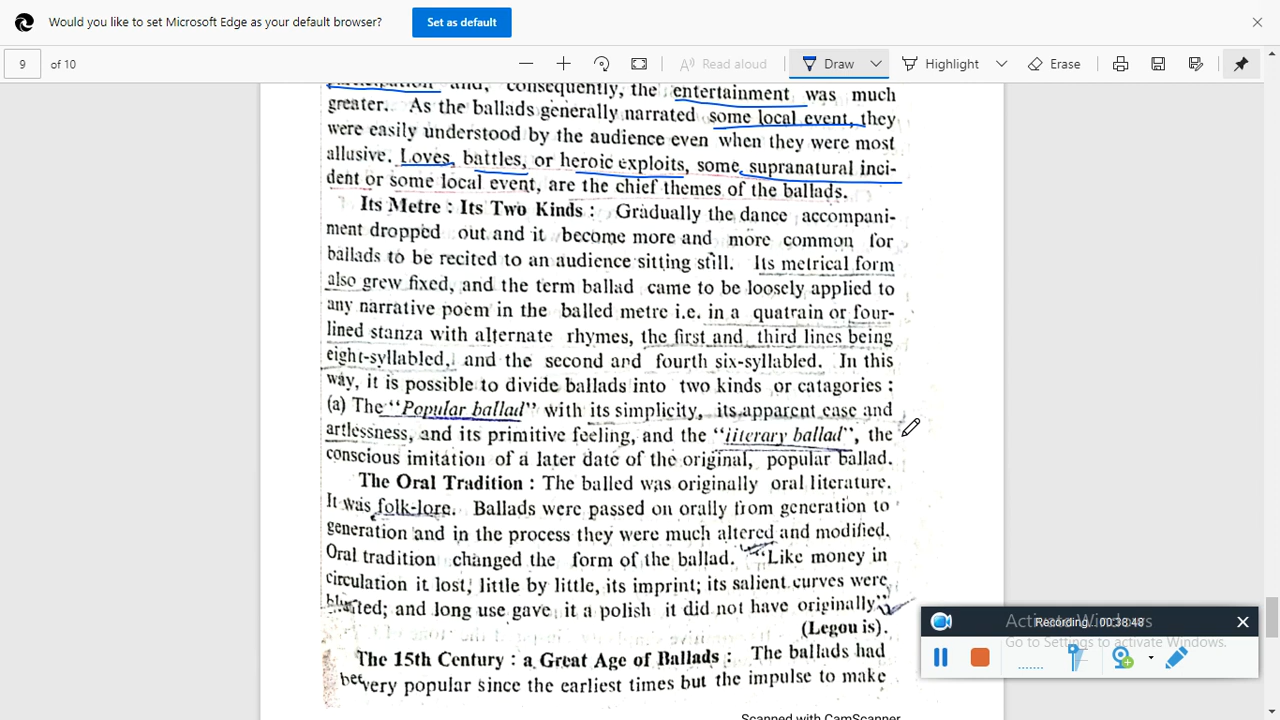 Would you like to set Microsoft Edge as your default browser?
Set as default
9 of 10
Read aloud
Draw
Highlight
Erase
participation and, consequently, the entertainment was much
greater. As the ballads generally narrated some local event, they
were easily understood by the audience even when they were most
allusive. Loves, battles, or heroic exploits, some supranatural inci-
dent or some local event, are the chief themes of the ballads.
Its Metre : Its Two Kinds : Gradually the dance accompani-
ment dropped out and it become more and more common for
ballads to be recited to an audience sitting still. Its metrical form
also grew fixed, and the term ballad came to be loosely applied to
any narrative poem in the balled metre i.e. in a quatrain or four-
lined stanza with alternate rhymes, the first and third lines being
eight-syllabled, and the second and fourth six-syllabled. In this
way, it is possible to divide ballads into two kinds or catagories :
(a) The “Popular ballad” with its simplicity, its apparent ease and
artlessness, and its primitive feeling, and the “literary ballad”, the
conscious imitation of a later date of the original, popular ballad.
The Oral Tradition : The balled was originally oral literature.
It was folk-lore. Ballads were passed on orally from generation to
generation and in the process they were much altered and modified.
Oral tradition changed the form of the ballad. “Like money in
circulation it lost, little by little, its imprint; its salient curves were
blunted; and long use gave it a polish it did not have originally”
(Legou is).
The 15th Century : a Great Age of Ballads : The ballads had
bee very popular since the earliest times but the impulse to make
Scanned with CamScanner
Activate Windows
Go to Settings to activate Windows.
Recording... 00:38:48